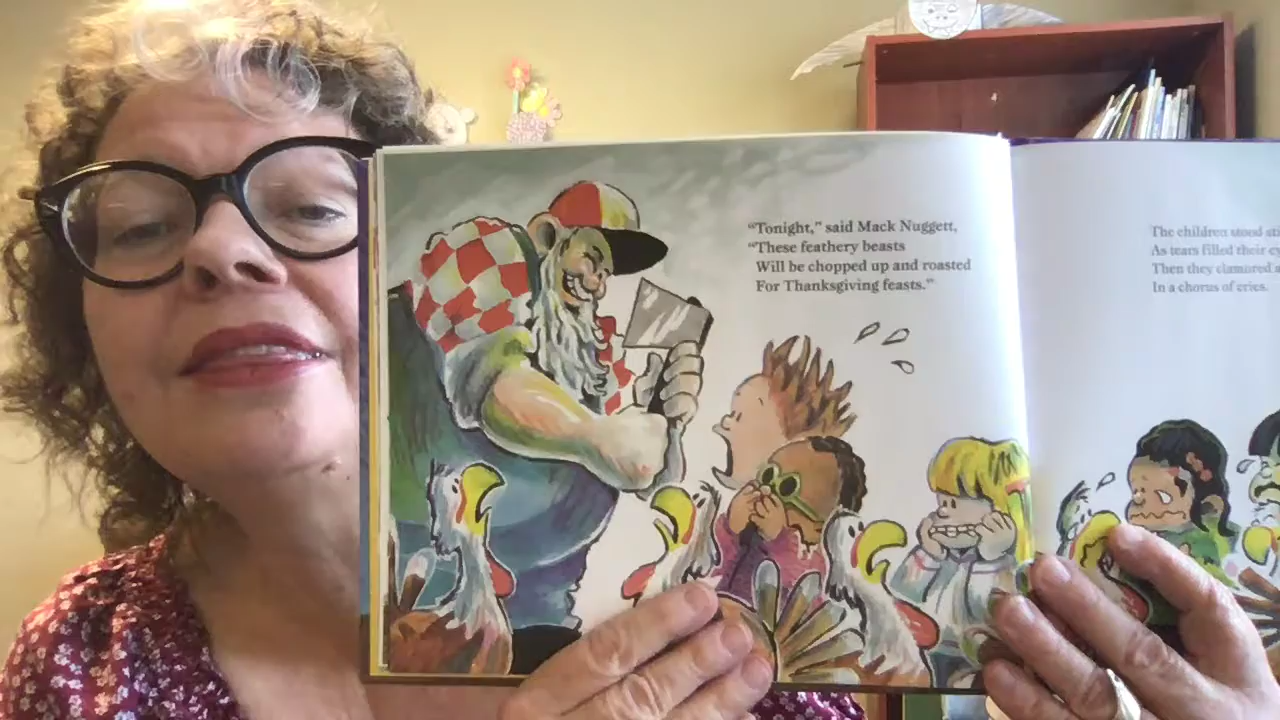 “Tonight,” said Mack Nuggett,
“These feathery beasts
Will be chopped up and roasted
For Thanksgiving feasts.”
The children stood
As tears filled their
Then they clamored
In a chorus of cries.